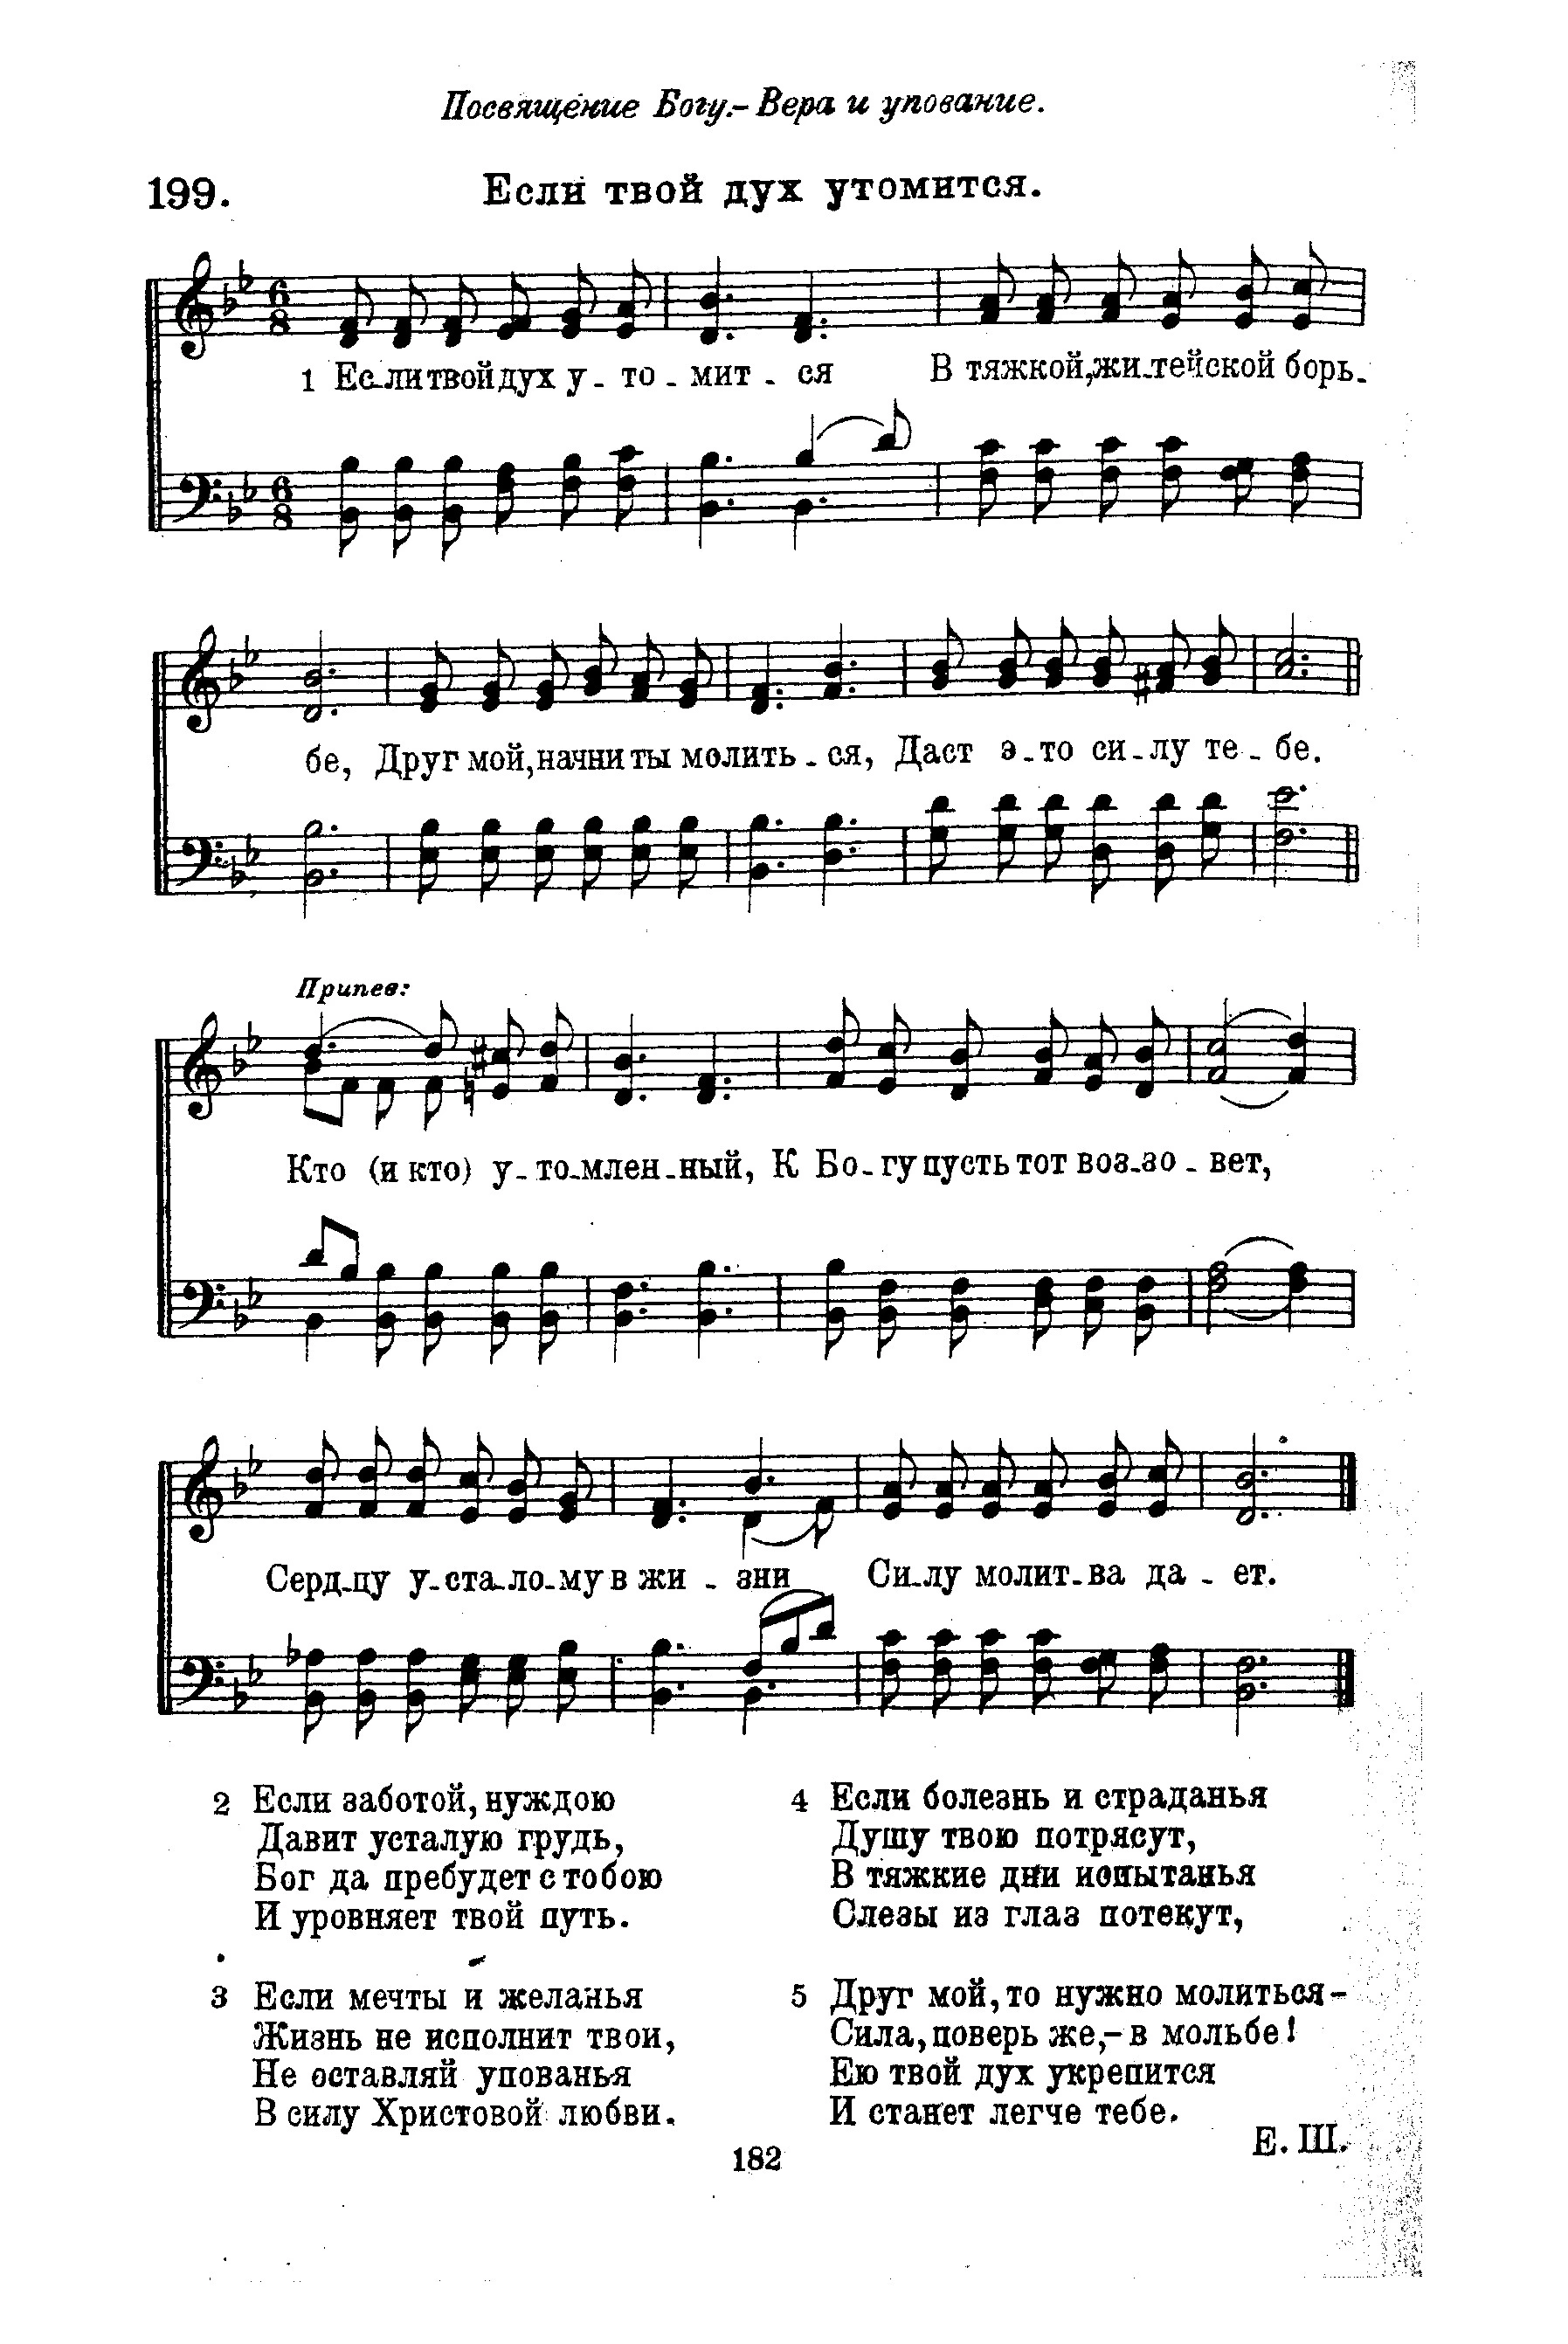 Посвящение Богу.- Вера и упование.
199.
Если твой дух утомится.
1 Ес-ли твой дух у-то-мит-ся В тяжкой, жи-тейской борь-
бе, Друг мой, начни ты молить-ся, Даст э-то си-лу те-бе.
Припев:
Кто (и кто) у-то-млен-ный, К Бо-гу пусть тот воз-зо-вет,
Серд-цу у-ста-ло-му в жи-зни Си-лу молит-ва да-ет.
2 Если заботой, нуждою
Давит усталую грудь,
Бог да пребудет с тобою
И уровняет твой путь.
3 Если мечты и желанья
Жизнь не исполнит твои,
Не оставляй упованья
В силу Христовой любви.
4 Если болезнь и страданья
Душу твою потрясут,
В тяжкие дни испытанья
Слезы из глаз потекут,
5 Друг мой, то нужно молиться-
Сила, поверь же,- в мольбе!
Ею твой дух укрепится
И станет легче тебе.
Е. Ш.
182